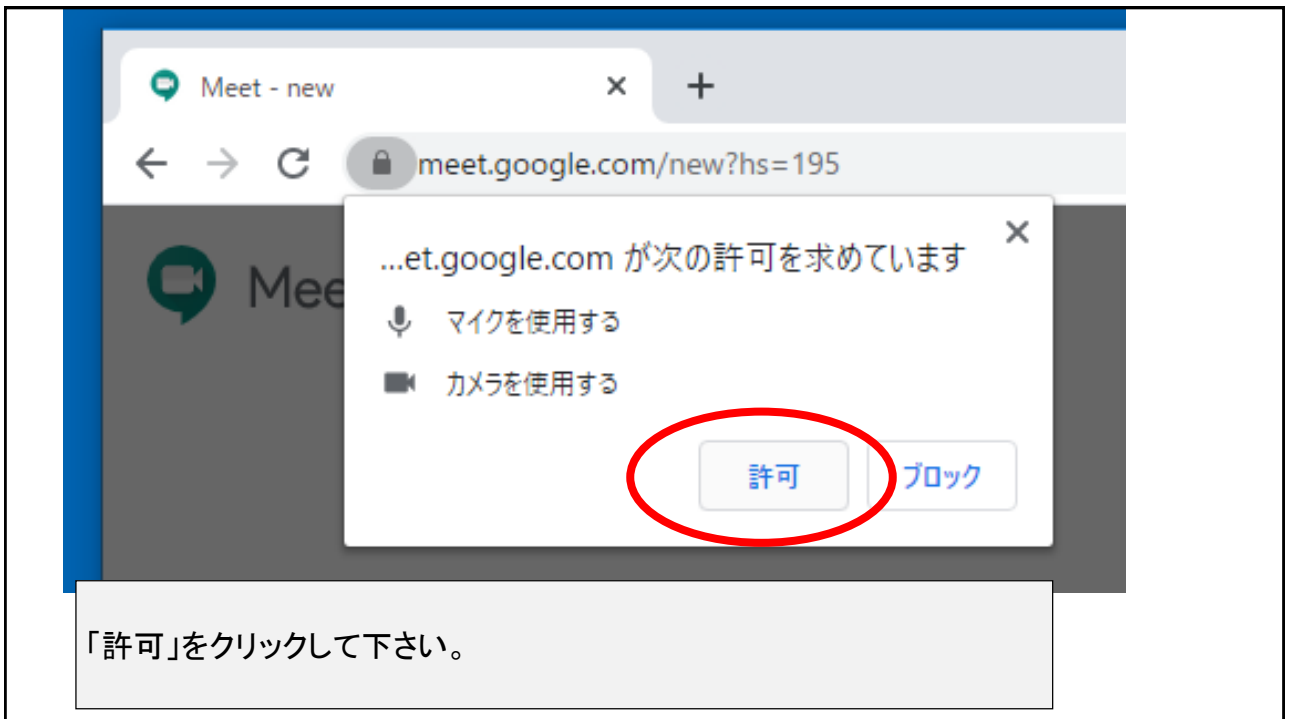 Meet - new
meet.google.com/new?hs=195
...et.google.com が次の許可を求めています
Mee
マイクを使用する
カメラを使用する
許可 ブロック
「許可」をクリックして下さい。